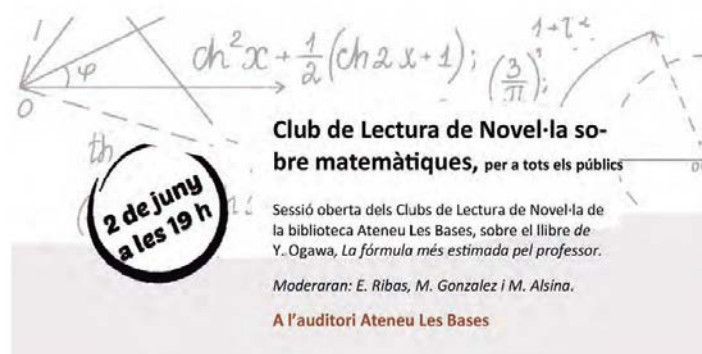 ch²x + 1/2 (ch2x+1);
(3/π)³;
φ
O
th
2 de juny
a les 19 h
Club de Lectura de Novel·la so-
bre matemàtiques, per a tots els públics
Sessió oberta dels Clubs de Lectura de Novel·la de
la biblioteca Ateneu Les Bases, sobre el llibre de
Y. Ogawa, La fórmula més estimada pel professor.
Moderaran: E. Ribas, M. Gonzalez i M. Alsina.
A l'auditori Ateneu Les Bases